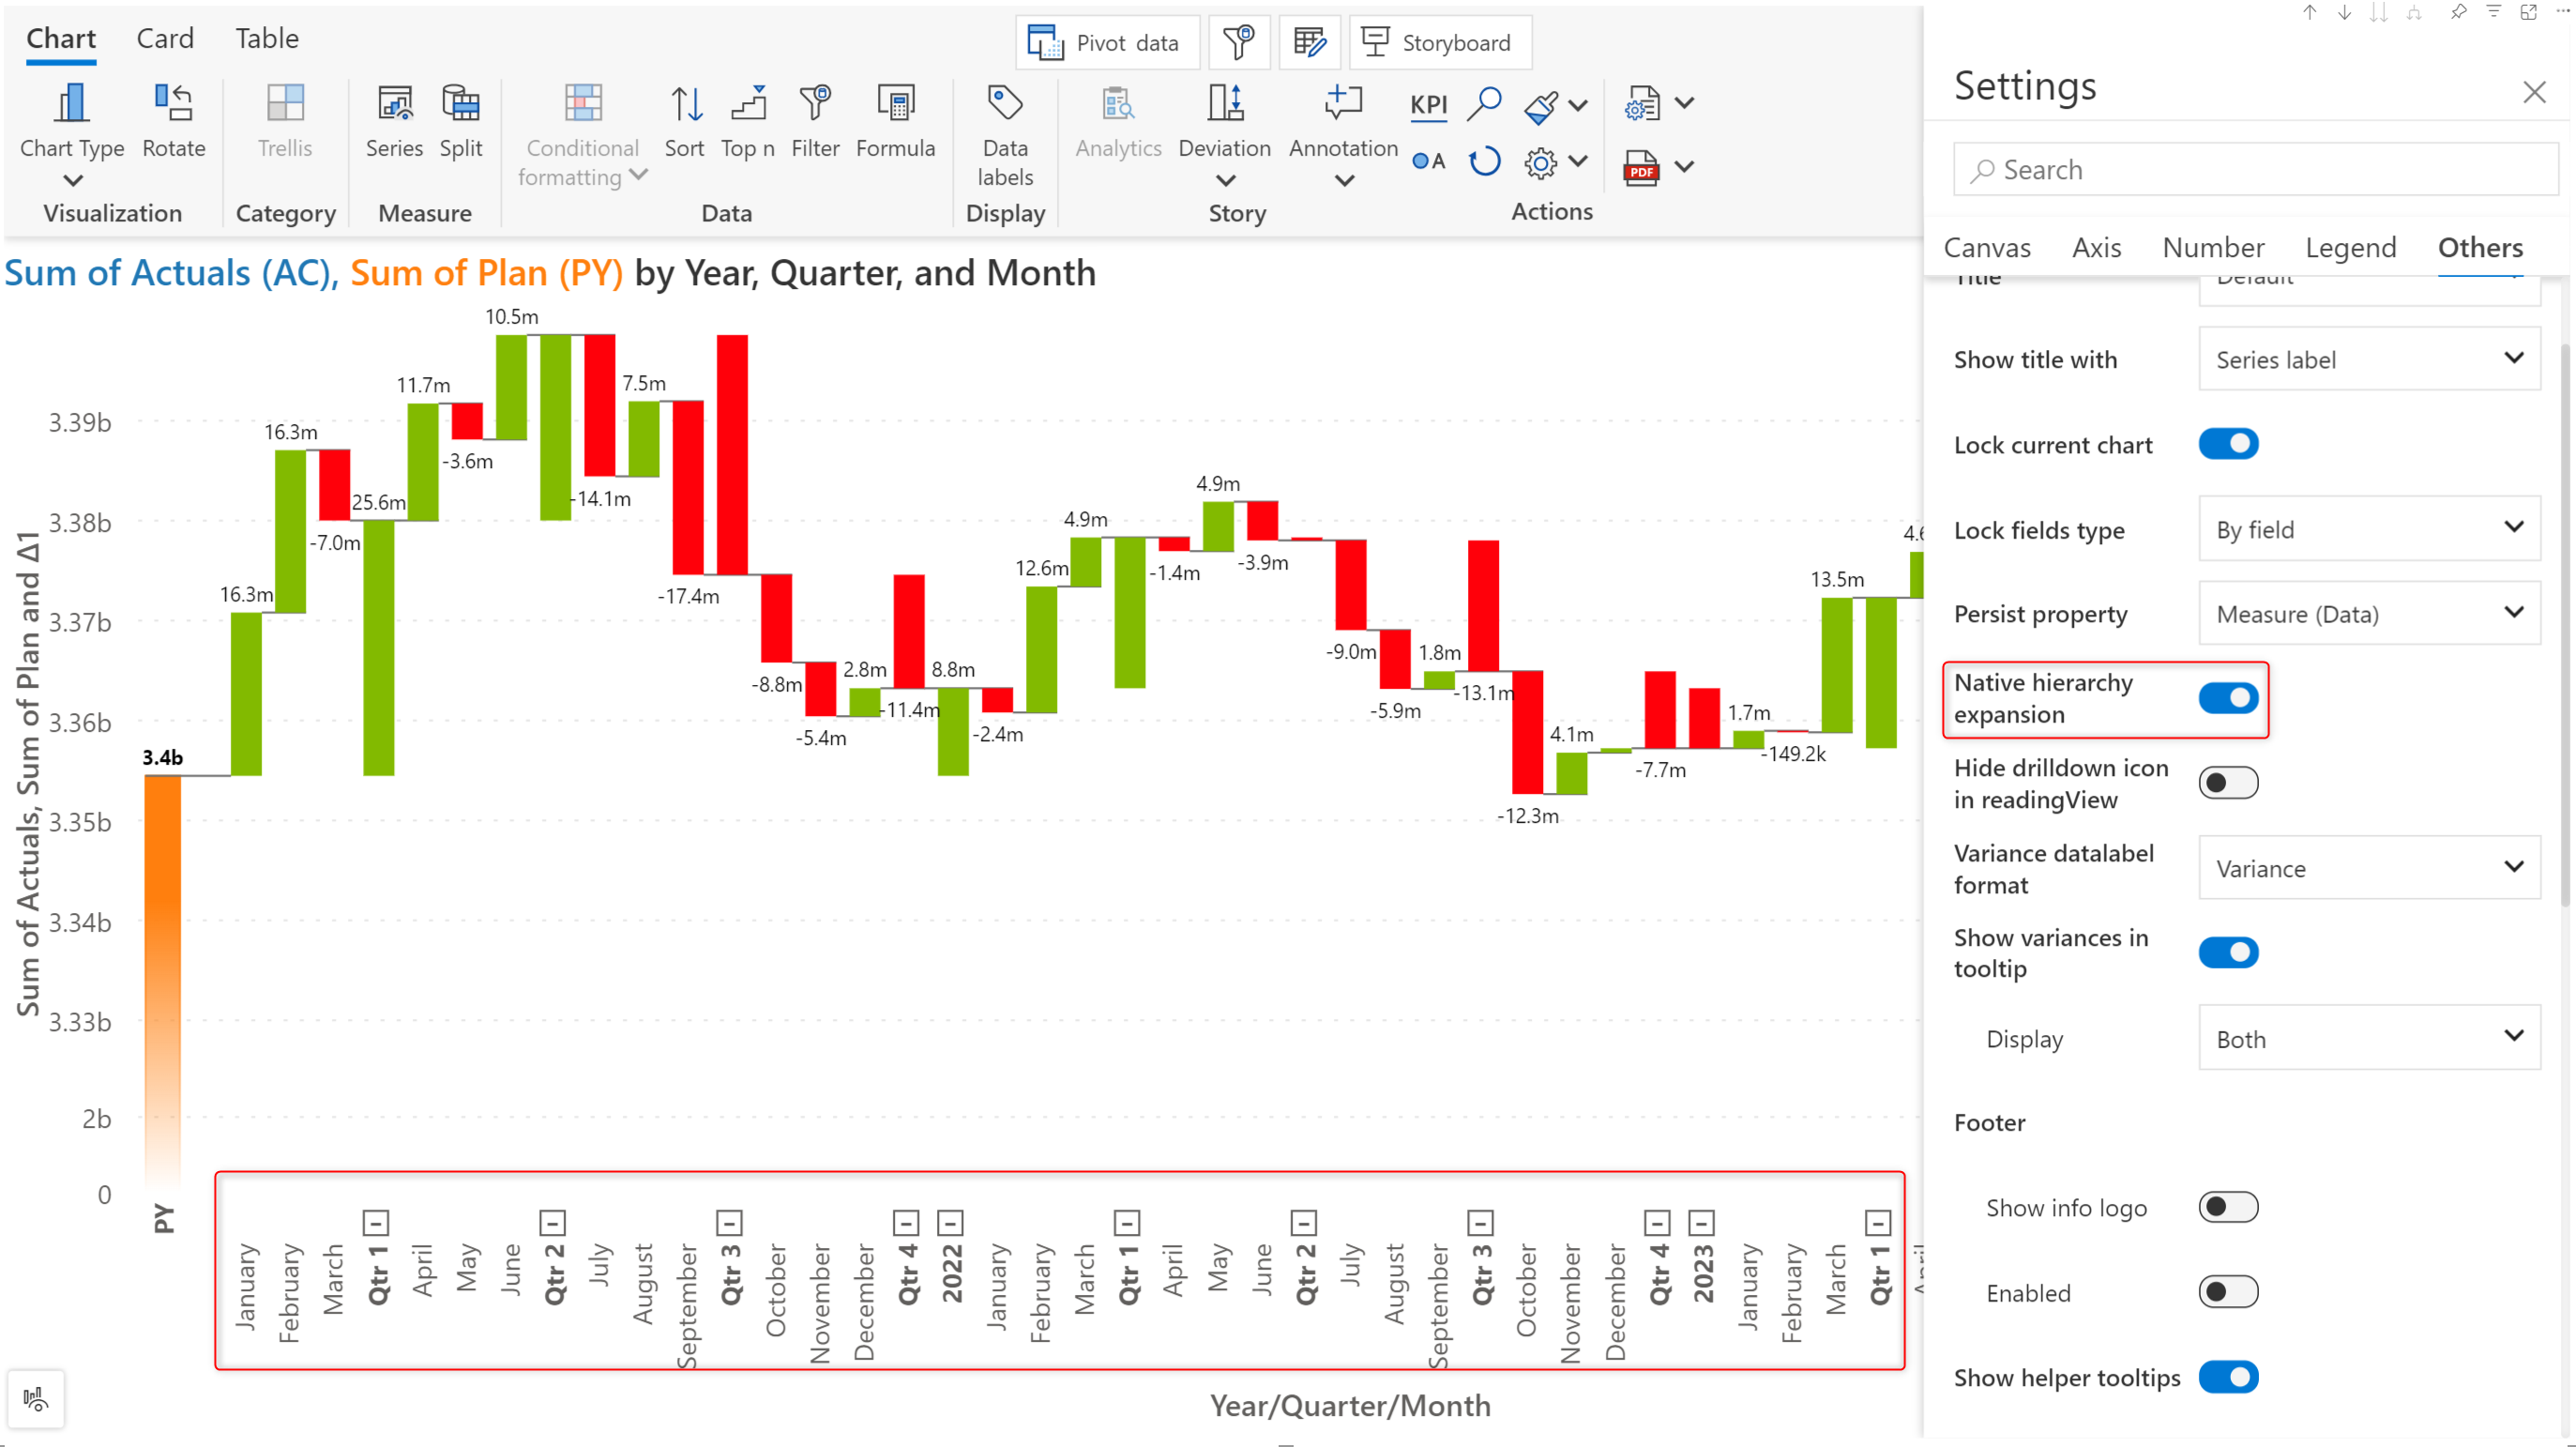 Chart Card Table
Pivot data Storyboard
Chart Type Rotate Trellis Series Split Conditional formatting Sort Top n Filter Formula Data labels Analytics Deviation Annotation KPI
A
PDF
Visualization Category Measure Data Display Story Actions
Sum of Actuals (AC), Sum of Plan (PY) by Year, Quarter, and Month
Sum of Actuals, Sum of Plan and Δ1
3.39b
3.38b
3.37b
3.36b
3.35b
3.34b
3.33b
2b
0
3.4b
16.3m
16.3m
-7.0m
25.6m
11.7m
-3.6m
10.5m
-14.1m
7.5m
-17.4m
-8.8m
-5.4m
2.8m
-11.4m
8.8m
-2.4m
12.6m
4.9m
-1.4m
4.9m
-3.9m
-9.0m
-5.9m
1.8m
-13.1m
-12.3m
4.1m
-7.7m
1.7m
-149.2k
13.5m
PY
January
February
March
Qtr 1
April
May
June
Qtr 2
July
August
September
Qtr 3
October
November
December
Qtr 4
2022
January
February
March
Qtr 1
April
May
June
Qtr 2
July
August
September
Qtr 3
October
November
December
Qtr 4
2023
January
February
March
Qtr 1
Year/Quarter/Month
Settings
Search
Canvas Axis Number Legend Others
Title Default
Show title with Series label
Lock current chart
Lock fields type By field
Persist property Measure (Data)
Native hierarchy
expansion
Hide drilldown icon
in readingView
Variance datalabel
format
Variance
Show variances in
tooltip
Display Both
Footer
Show info logo
Enabled
Show helper tooltips